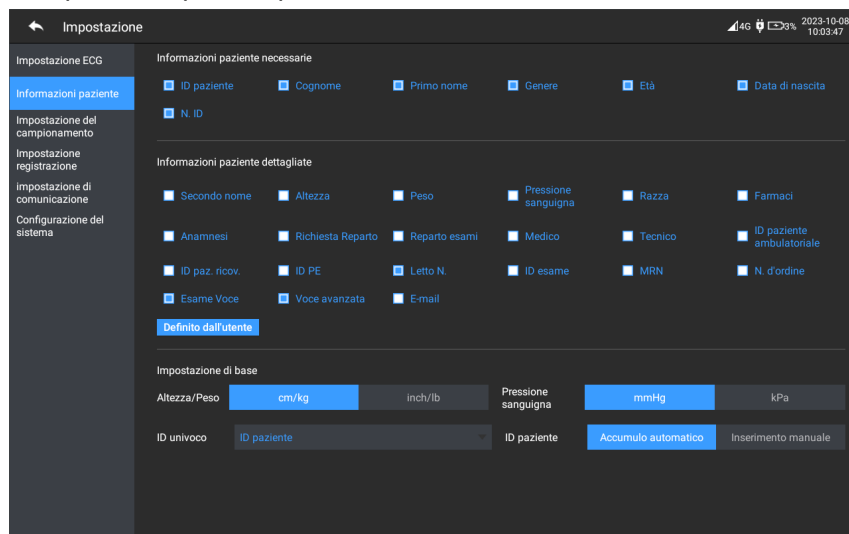 Impostazione
4G 3% 2023-10-08
10:03:47
Impostazione ECG
Informazioni paziente
Impostazione del
campionamento
Impostazione
registrazione
impostazione di
comunicazione
Configurazione del
sistema
Informazioni paziente necessarie
ID paziente Cognome Primo nome Genere Età Data di nascita
N. ID
Informazioni paziente dettagliate
Secondo nome Altezza Peso Pressione sanguigna Razza Farmaci
Anamnesi Richiesta Reparto Reparto esami Medico Tecnico ID paziente ambulatoriale
ID paz. ricov. ID PE Letto N. ID esame MRN N. d'ordine
Esame Voce Voce avanzata E-mail
Definito dall'utente
Impostazione di base
Altezza/Peso cm/kg inch/lb Pressione sanguigna mmHg kPa
ID univoco ID paziente ID paziente Accumulo automatico Inserimento manuale